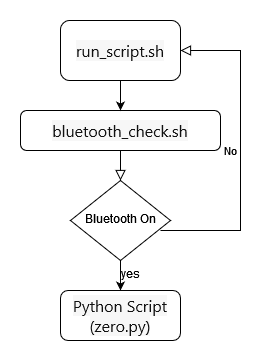 run_script.sh
bluetooth_check.sh
No
Bluetooth On
yes
Python Script
(zero.py)